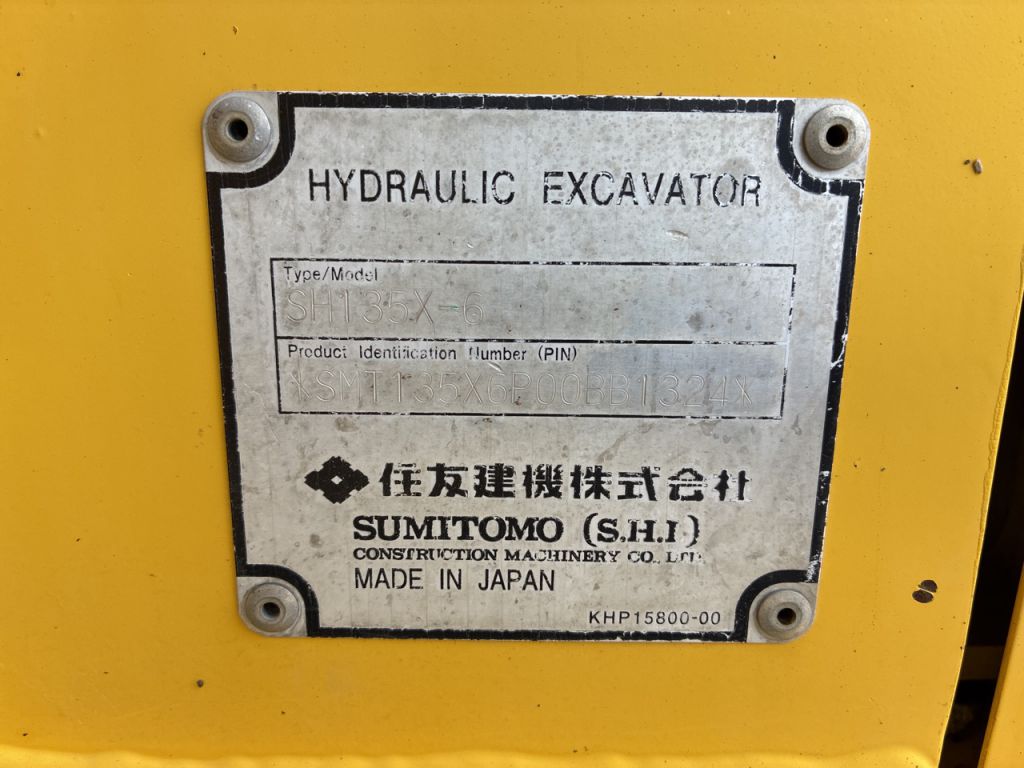 HYDRAULIC EXCAVATOR
Type/Model
SH135X-6
Product Identification Number (PIN)
*SMT135X6P00BB1324*
住友建機株式会社
SUMITOMO (S.H.I)
CONSTRUCTION MACHINERY CO., LTD.
MADE IN JAPAN
KHP15800-00